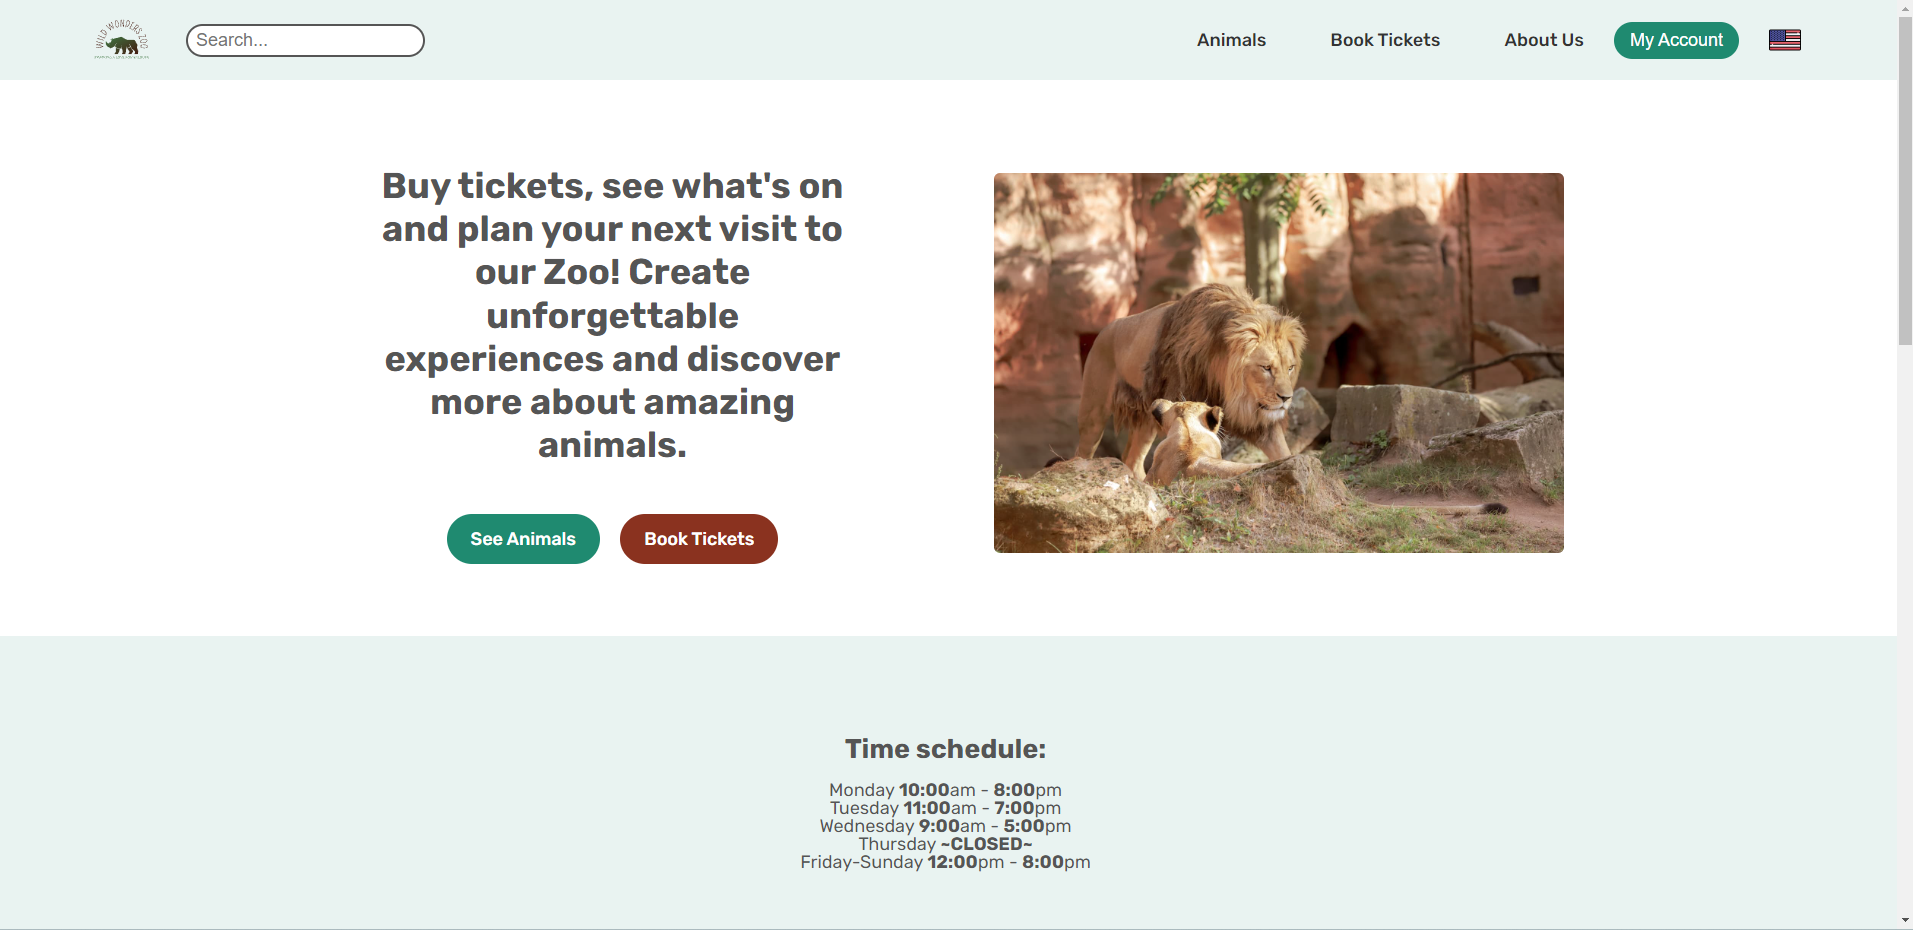 WILD WONDERS ZOO
Search...
Animals
Book Tickets
About Us
My Account
Buy tickets, see what's on
and plan your next visit to
our Zoo! Create
unforgettable
experiences and discover
more about amazing
animals.
See Animals
Book Tickets
Time schedule:
Monday 10:00am - 8:00pm
Tuesday 11:00am - 7:00pm
Wednesday 9:00am - 5:00pm
Thursday ~CLOSED~
Friday-Sunday 12:00pm - 8:00pm